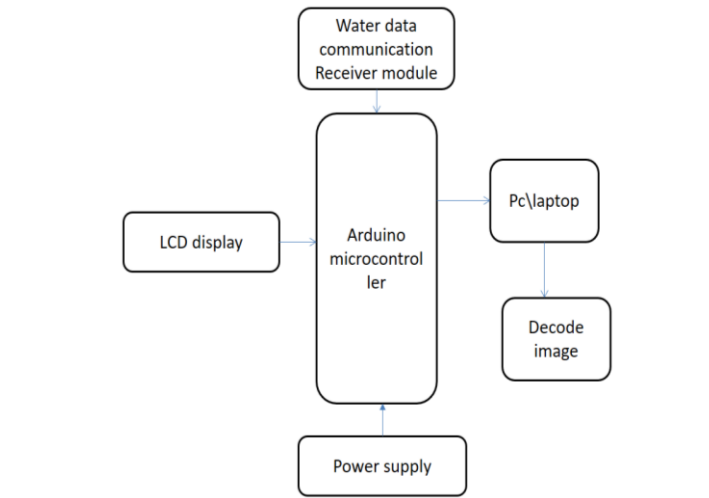 Water data
communication
Receiver module
Pc\laptop
LCD display
Arduino
microcontrol
ler
Decode
image
Power supply